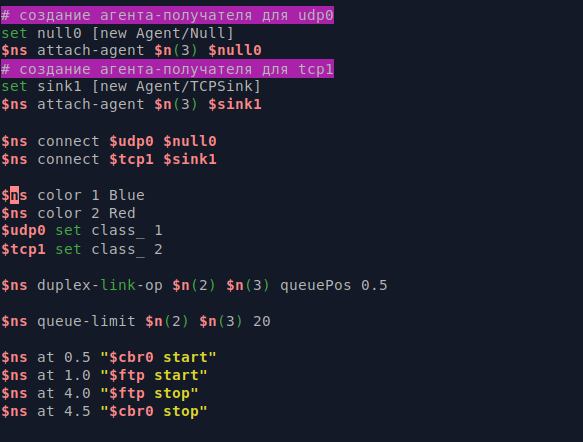 # создание агента-получателя для udp0
set null0 [new Agent/Null]
$ns attach-agent $n(3) $null0
# создание агента-получателя для tcp1
set sink1 [new Agent/TCPSink]
$ns attach-agent $n(3) $sink1
$ns connect $udp0 $null0
$ns connect $tcp1 $sink1
$ns color 1 Blue
$ns color 2 Red
$udp0 set class_ 1
$tcp1 set class_ 2
$ns duplex-link-op $n(2) $n(3) queuePos 0.5
$ns queue-limit $n(2) $n(3) 20
$ns at 0.5 "$cbr0 start"
$ns at 1.0 "$ftp start"
$ns at 4.0 "$ftp stop"
$ns at 4.5 "$cbr0 stop"